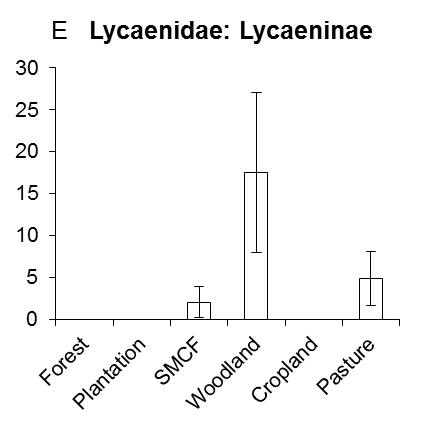 E Lycaenidae: Lycaeninae
30
25
20
15
10
5
0
Forest
Plantation
SMCF
Woodland
Cropland
Pasture